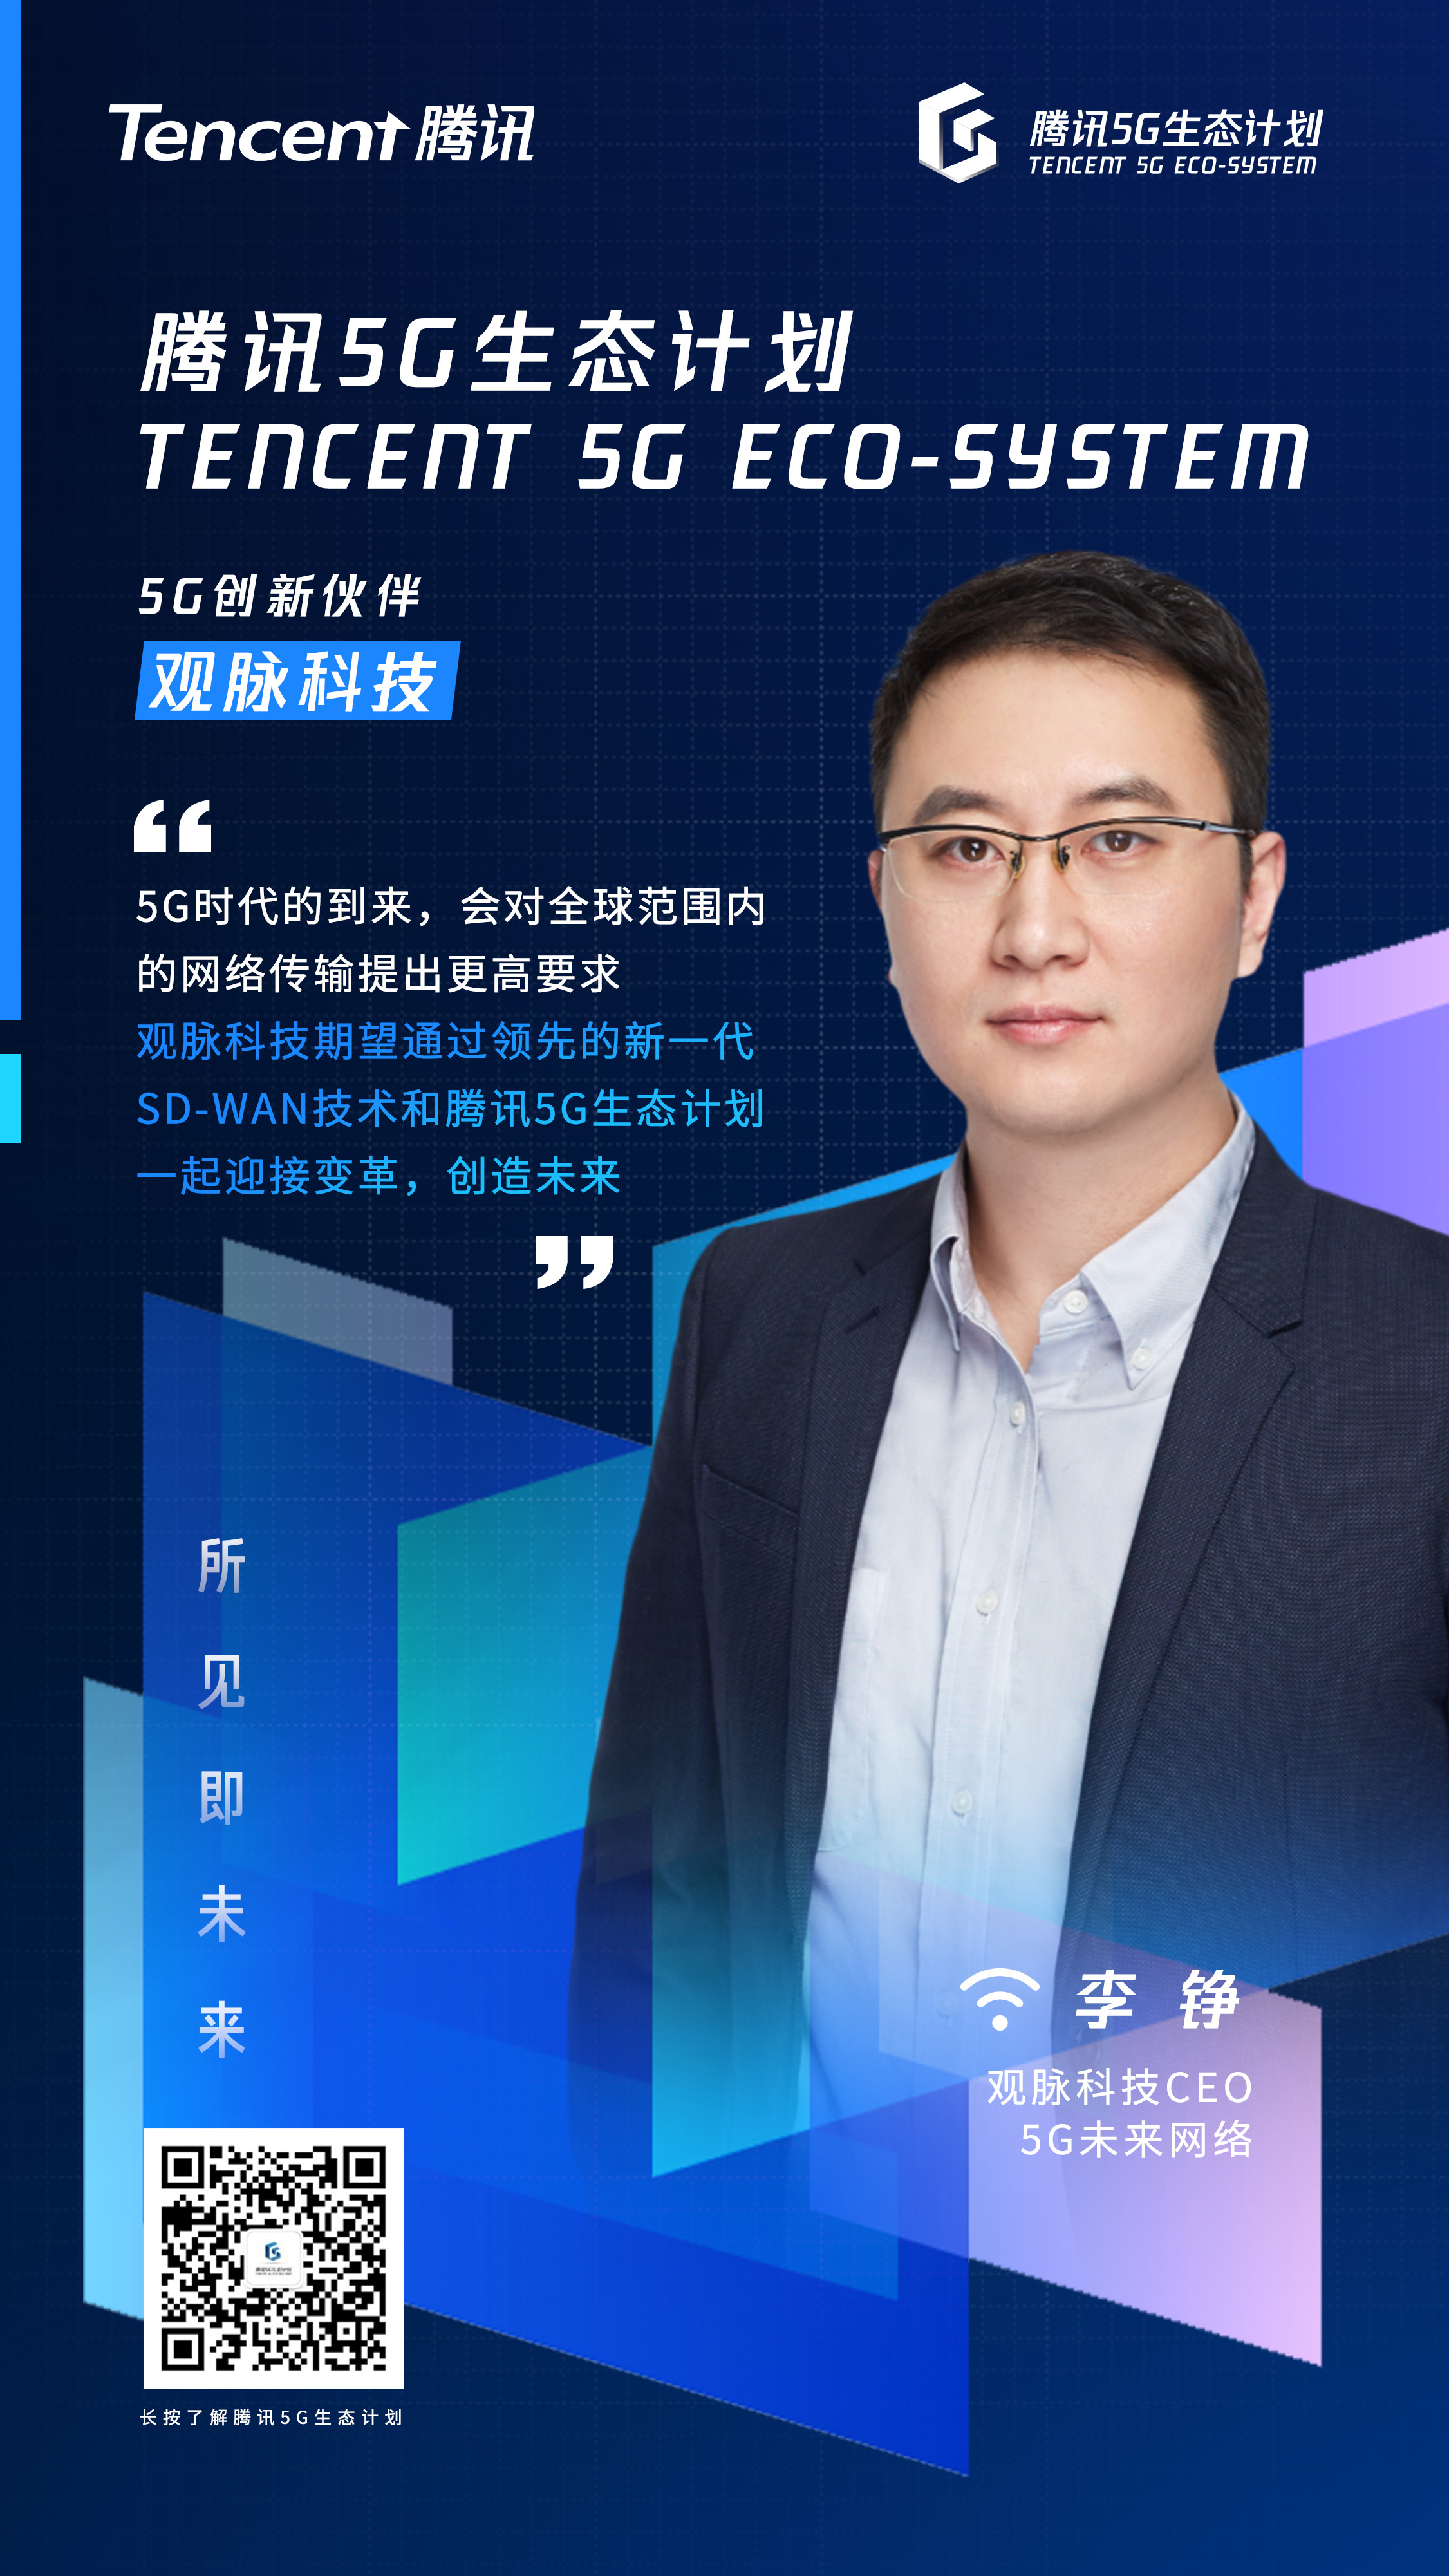 Tencent腾讯
腾讯5G生态计划
TENCENT 5G ECO-SYSTEM
腾讯5G生态计划
TENCENT 5G ECO-SYSTEM
5G创新伙伴
观脉科技
“
5G时代的到来，会对全球范围内
的网络传输提出更高要求
观脉科技期望通过领先的新一代
SD-WAN技术和腾讯5G生态计划
一起迎接变革，创造未来
”
所见即未来
李 铮
观脉科技CEO
5G未来网络
长按了解腾讯5G生态计划